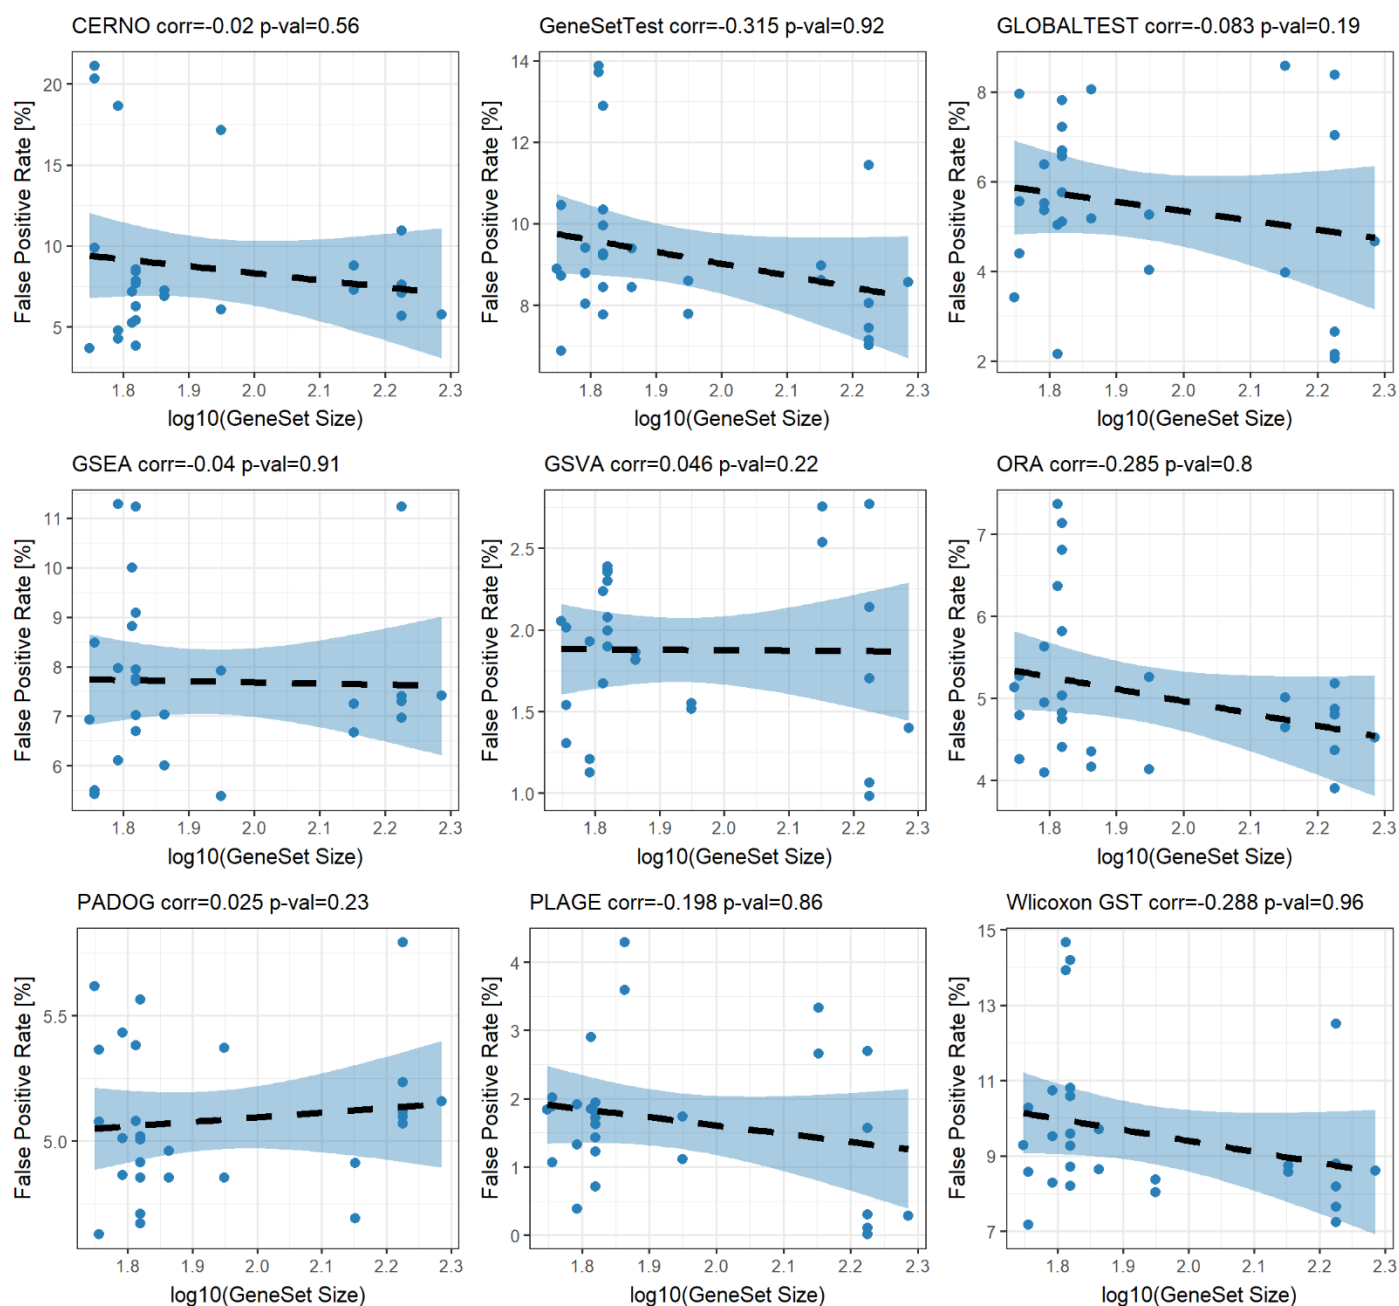 CERNO corr=-0.02 p-val=0.56
False Positive Rate [%]
20
15
10
5
1.8 1.9 2.0 2.1 2.2 2.3
log10(GeneSet Size)
GeneSetTest corr=-0.315 p-val=0.92
False Positive Rate [%]
14
12
10
8
1.8 1.9 2.0 2.1 2.2 2.3
log10(GeneSet Size)
GLOBALTEST corr=-0.083 p-val=0.19
False Positive Rate [%]
8
6
4
2
1.8 1.9 2.0 2.1 2.2 2.3
log10(GeneSet Size)
GSEA corr=-0.04 p-val=0.91
False Positive Rate [%]
11
10
9
8
7
6
1.8 1.9 2.0 2.1 2.2 2.3
log10(GeneSet Size)
GSVA corr=0.046 p-val=0.22
False Positive Rate [%]
2.5
2.0
1.5
1.0
1.8 1.9 2.0 2.1 2.2 2.3
log10(GeneSet Size)
ORA corr=-0.285 p-val=0.8
False Positive Rate [%]
7
6
5
4
1.8 1.9 2.0 2.1 2.2 2.3
log10(GeneSet Size)
PADOG corr=0.025 p-val=0.23
False Positive Rate [%]
5.5
5.0
1.8 1.9 2.0 2.1 2.2 2.3
log10(GeneSet Size)
PLAGE corr=-0.198 p-val=0.86
False Positive Rate [%]
4
3
2
1
0
1.8 1.9 2.0 2.1 2.2 2.3
log10(GeneSet Size)
Wlicoxon GST corr=-0.288 p-val=0.96
False Positive Rate [%]
15
13
11
9
7
1.8 1.9 2.0 2.1 2.2 2.3
log10(GeneSet Size)